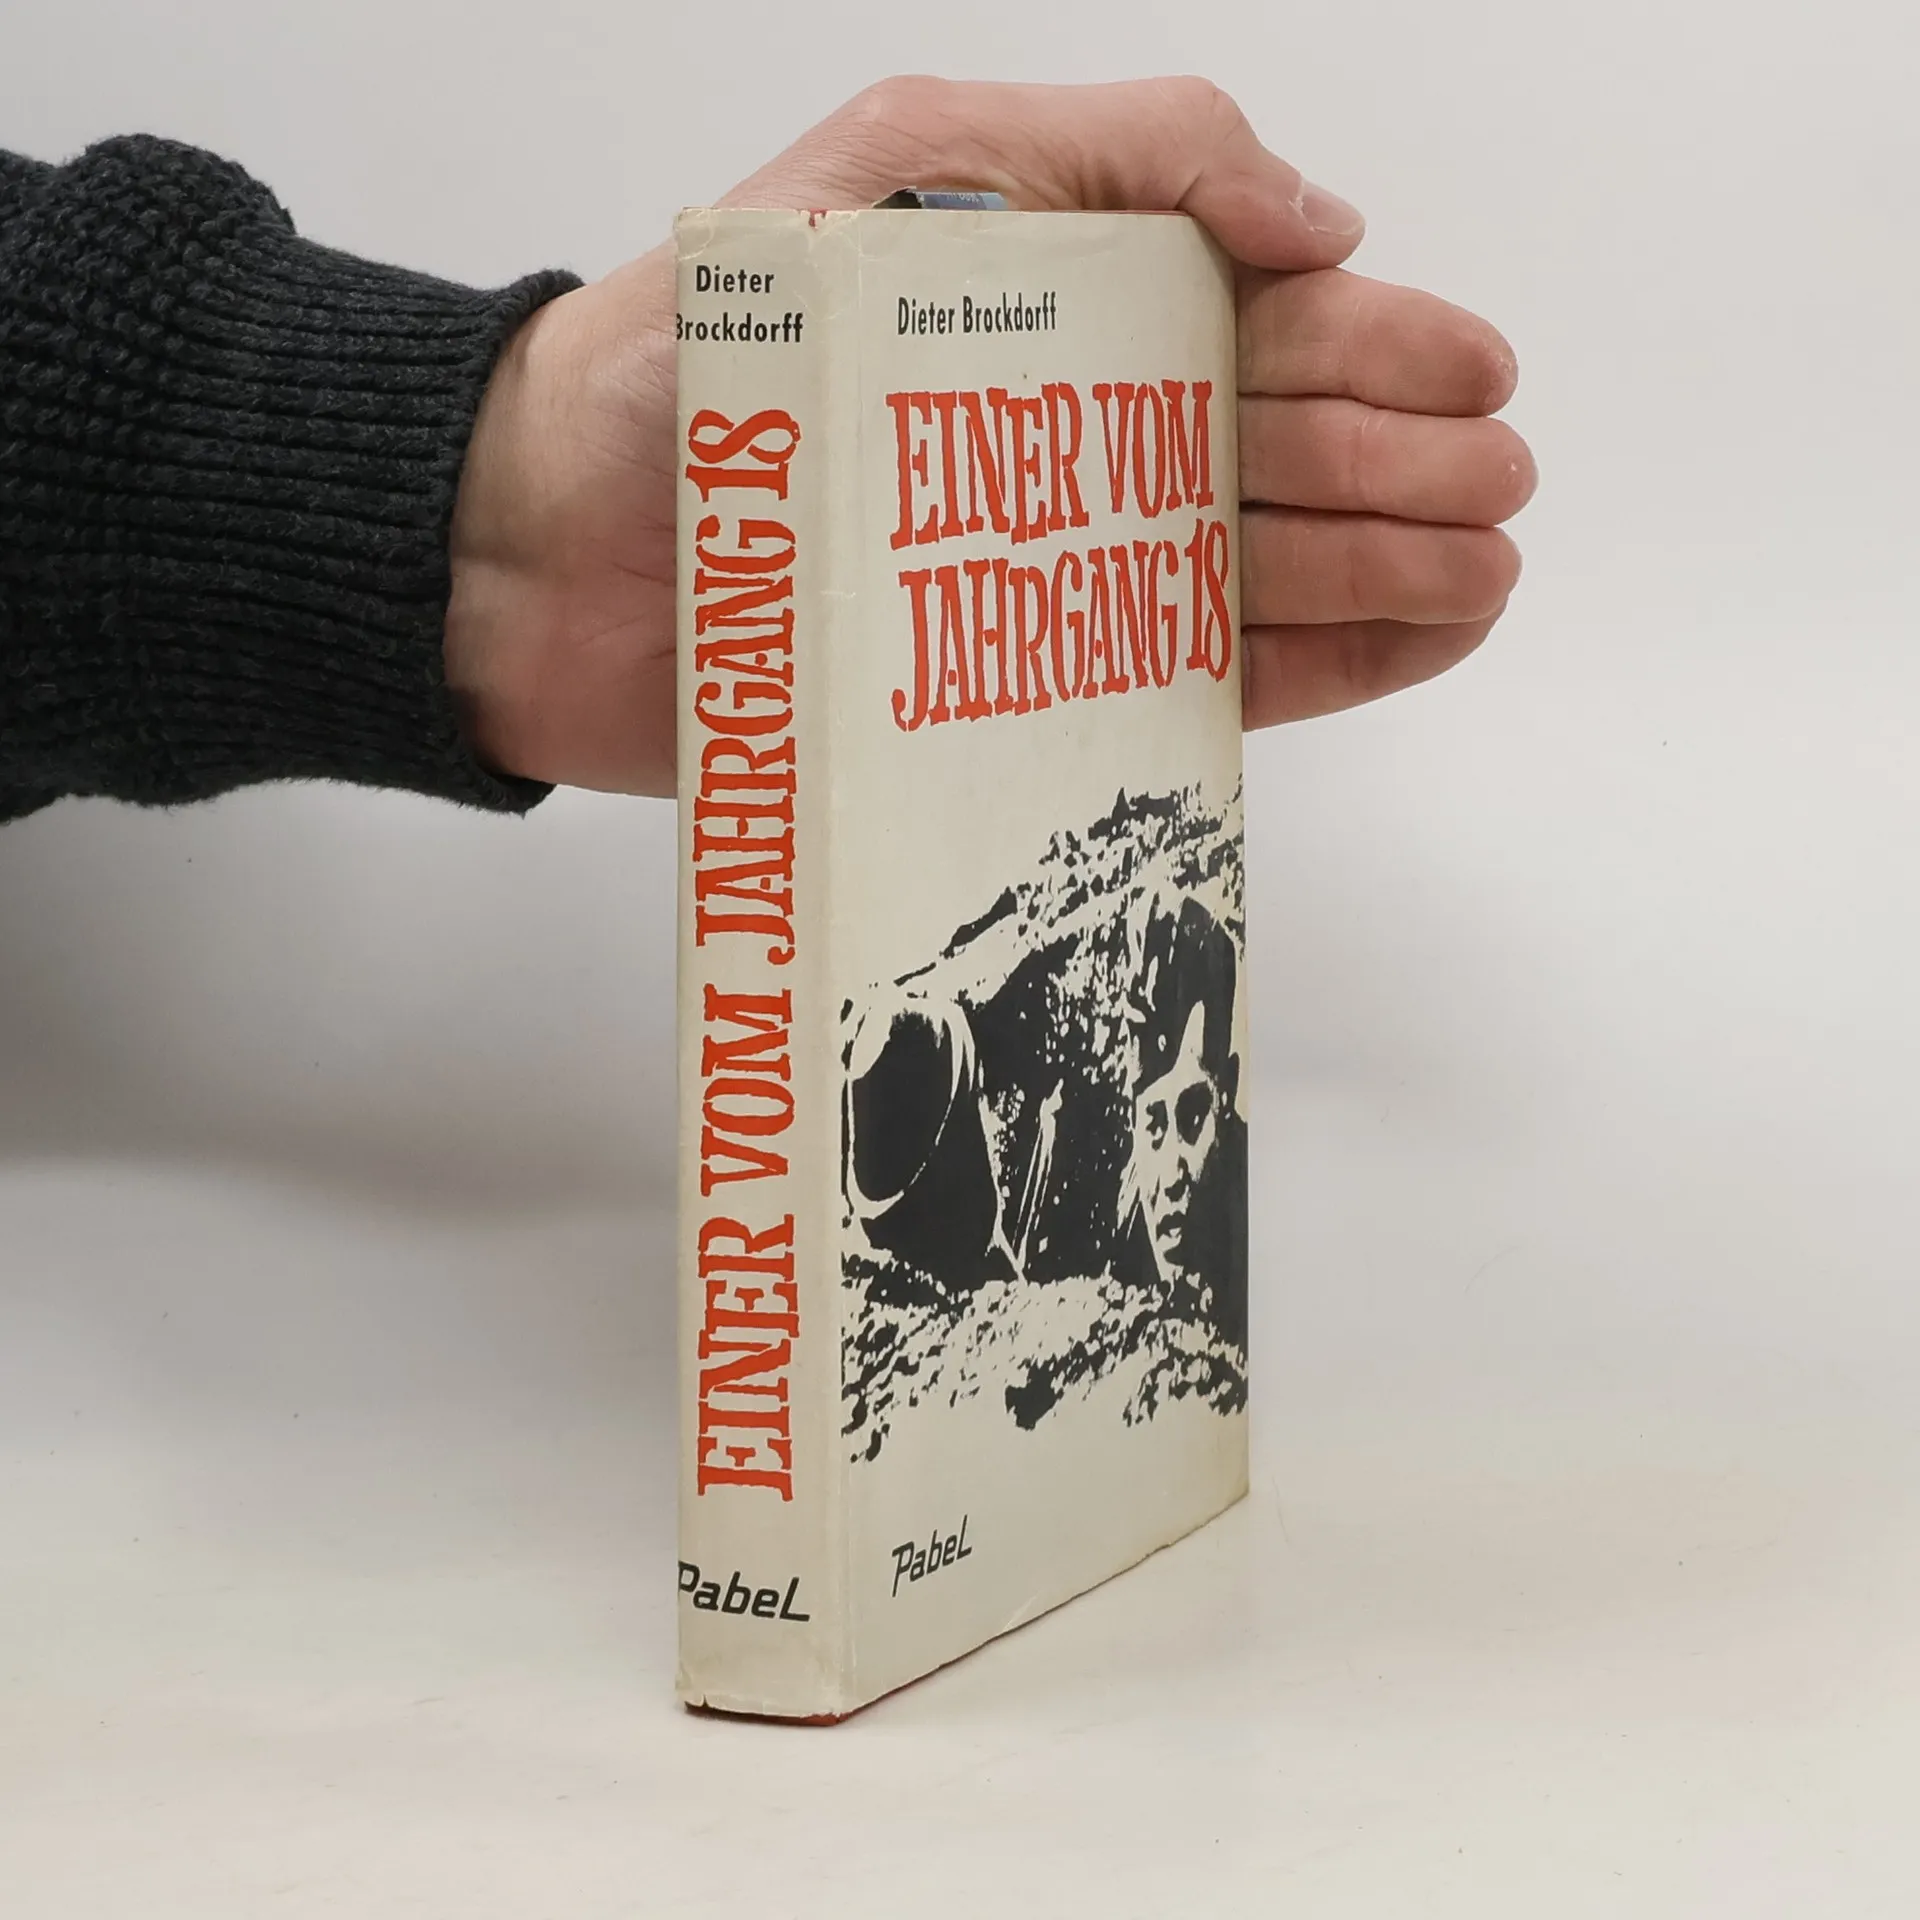 Dieter
Brockdorff
EINER VOM JAHRGANG 18
Pabel
Dieter Brockdorff
EINER VOM
JAHRGANG 18
Pabel